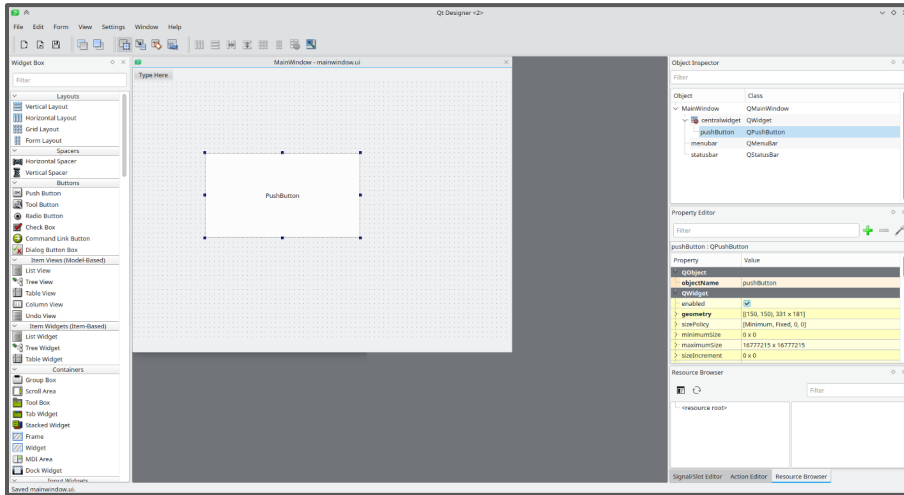 Qt Designer <2>
File Edit Form View Settings Window Help
Widget Box
Filter
Layouts
Vertical Layout
Horizontal Layout
Grid Layout
Form Layout
Spacers
Horizontal Spacer
Vertical Spacer
Buttons
Push Button
Tool Button
Radio Button
Check Box
Command Link Button
Dialog Button Box
Item Views (Model-Based)
List View
Tree View
Table View
Column View
Undo View
Item Widgets (Item-Based)
List Widget
Tree Widget
Table Widget
Containers
Group Box
Scroll Area
Tool Box
Tab Widget
Stacked Widget
Frame
Widget
MDI Area
Dock Widget
Input Widgets
Saved mainwindow.ui.
MainWindow - mainwindow.ui
Type Here
PushButton
Object Inspector
Filter
Object Class
MainWindow QMainWindow
centralwidget QWidget
pushButton QPushButton
menubar QMenuBar
statusbar QStatusBar
Property Editor
Filter
pushButton : QPushButton
Property Value
QObject
objectName pushButton
QWidget
enabled
geometry [(150, 150), 331 x 181]
sizePolicy [Minimum, Fixed, 0, 0]
minimumSize 0 x 0
maximumSize 16777215 x 16777215
sizeIncrement 0 x 0
Resource Browser
Filter
<resource root>
Signal/Slot Editor Action Editor Resource Browser